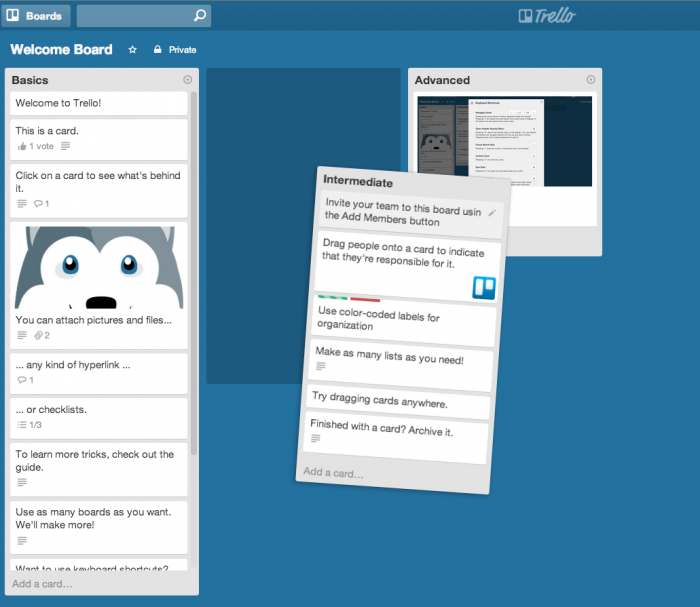 Boards
Trello
Welcome Board
Private
Basics
Welcome to Trello!
This is a card.
1 vote
Click on a card to see what's behind
it.
1
You can attach pictures and files...
2
... any kind of hyperlink ...
1
... or checklists.
1/3
To learn more tricks, check out the
guide.
Use as many boards as you want.
We'll make more!
Want to use keyboard shortcuts?
Add a card...
Intermediate
Invite your team to this board usin
the Add Members button
Drag people onto a card to indicate
that they're responsible for it.
Use color-coded labels for
organization
Make as many lists as you need!
Try dragging cards anywhere.
Finished with a card? Archive it.
Add a card...
Advanced